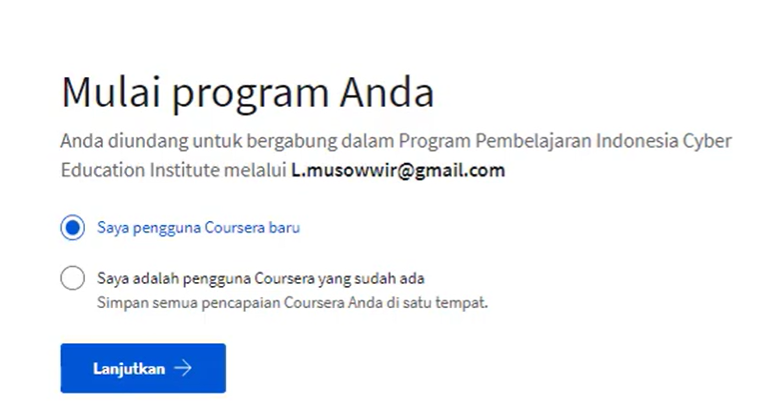 Mulai program Anda
Anda diundang untuk bergabung dalam Program Pembelajaran Indonesia Cyber
Education Institute melalui L.musowwir@gmail.com
Saya pengguna Coursera baru
Saya adalah pengguna Coursera yang sudah ada
Simpan semua pencapaian Coursera Anda di satu tempat.
Lanjutkan →